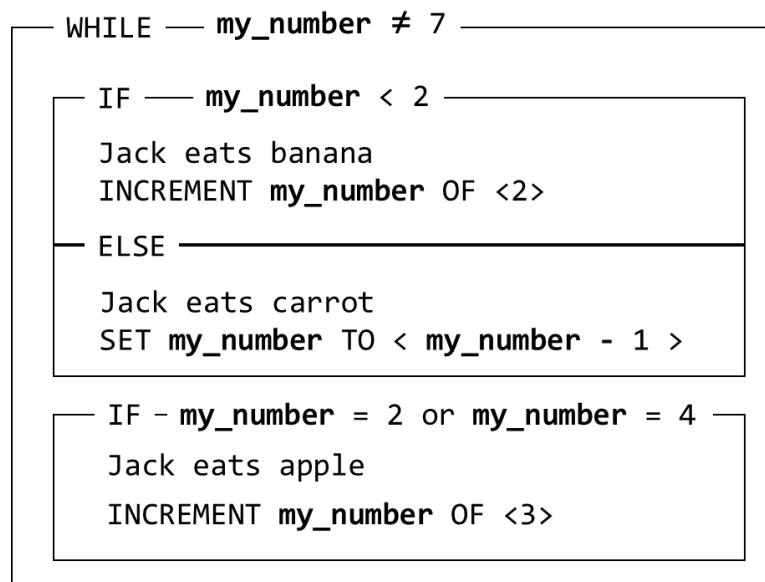 WHILE my_number ≠ 7
IF my_number < 2
Jack eats banana
INCREMENT my_number OF <2>
ELSE
Jack eats carrot
SET my_number TO < my_number - 1 >
IF my_number = 2 or my_number = 4
Jack eats apple
INCREMENT my_number OF <3>